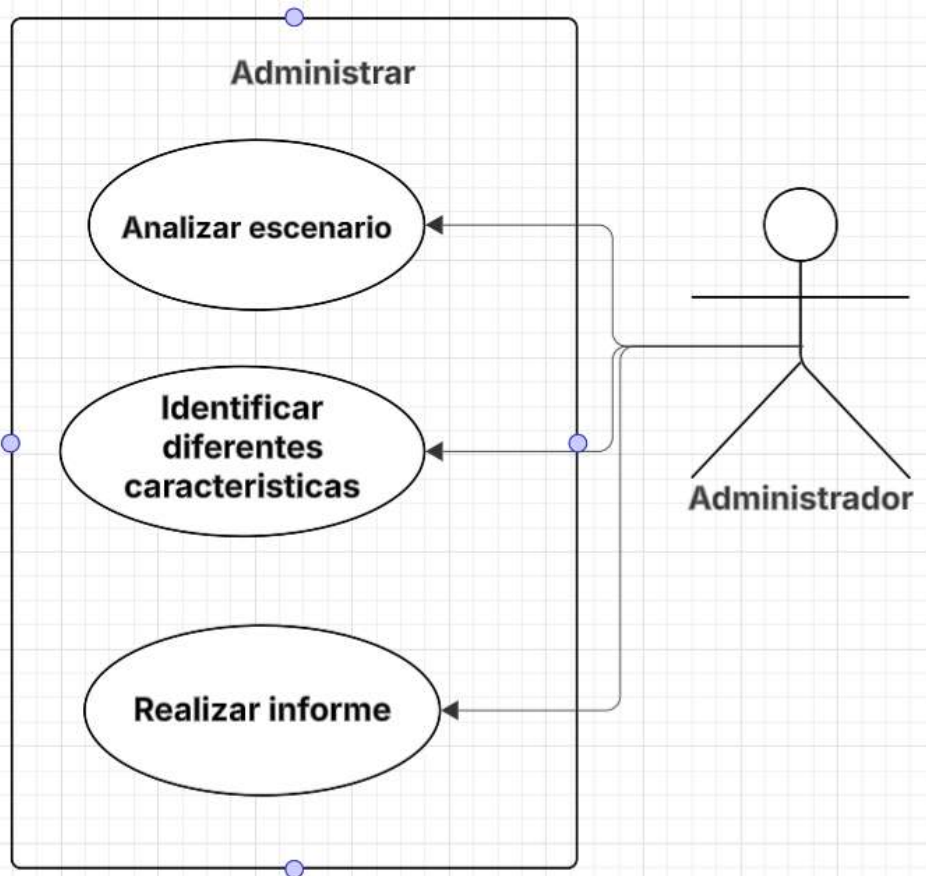 Administrar
Analizar escenario
Identificar
diferentes
caracteristicas
Realizar informe
Administrador